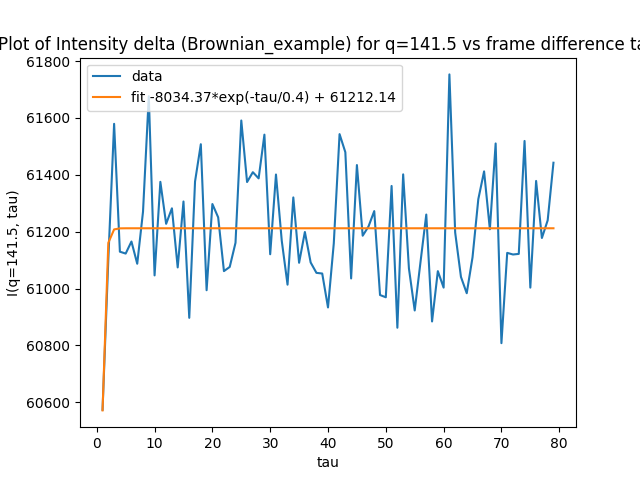 Plot of Intensity delta (Brownian_example) for q=141.5 vs frame difference ta
61800
61600
61400
61200
61000
60800
60600
I(q=141.5, tau)
data
fit -8034.37*exp(-tau/0.4) + 61212.14
0 10 20 30 40 50 60 70 80
tau